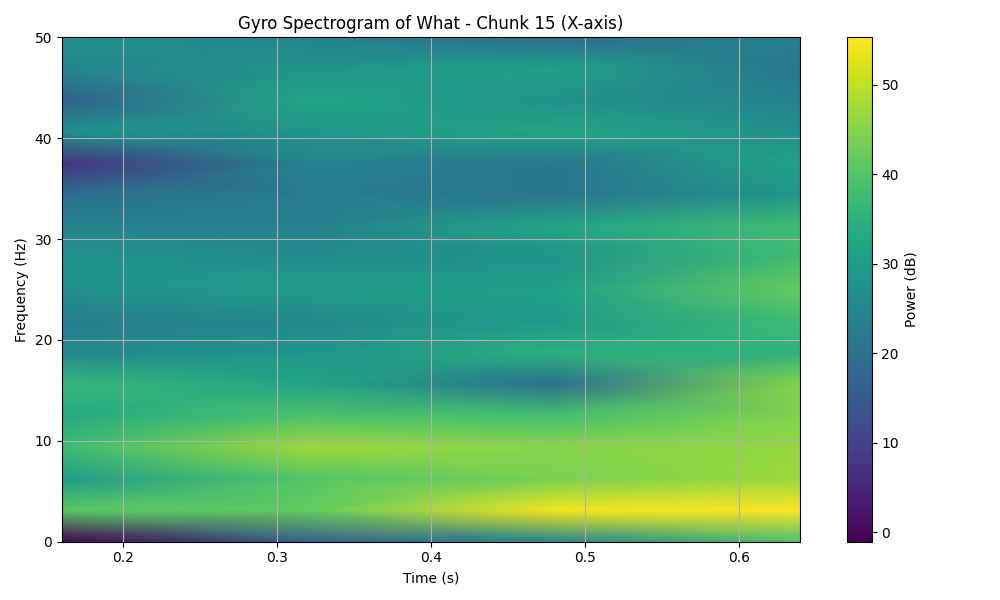 Gyro Spectrogram of What - Chunk 15 (X-axis)
50
40
30
20
10
0
Frequency (Hz)
0.2 0.3 0.4 0.5 0.6
Time (s)
50
40
30
20
10
0
Power (dB)